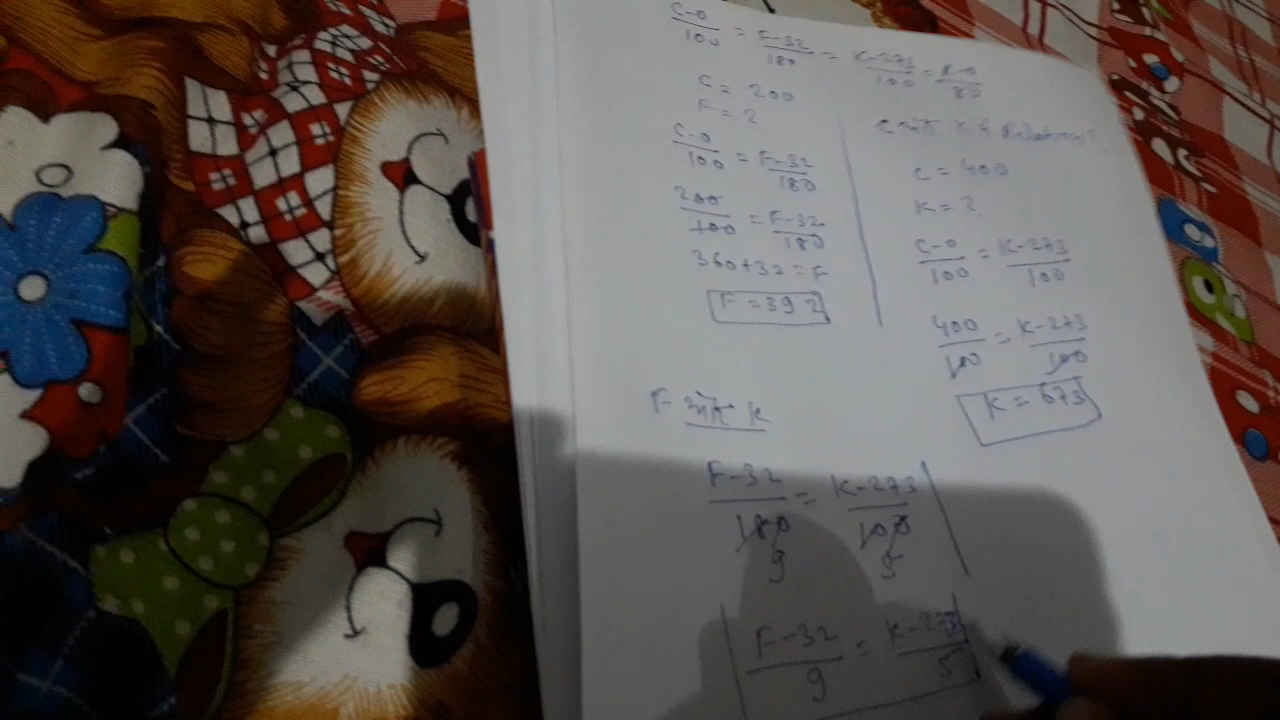 C-0/100 = F-32/180 = K-273/100 = R-0/80
C = 200
F = ?
C-0/100 = F-32/180
200/100 = F-32/180
360+32 = F
F = 392
K
C = 400
K = ?
C-0/100 = K-273/100
400/100 = K-273/100
K = 673
F और K
F-32/180 = K-273/100
9 5
F-32/9 = K-273/5